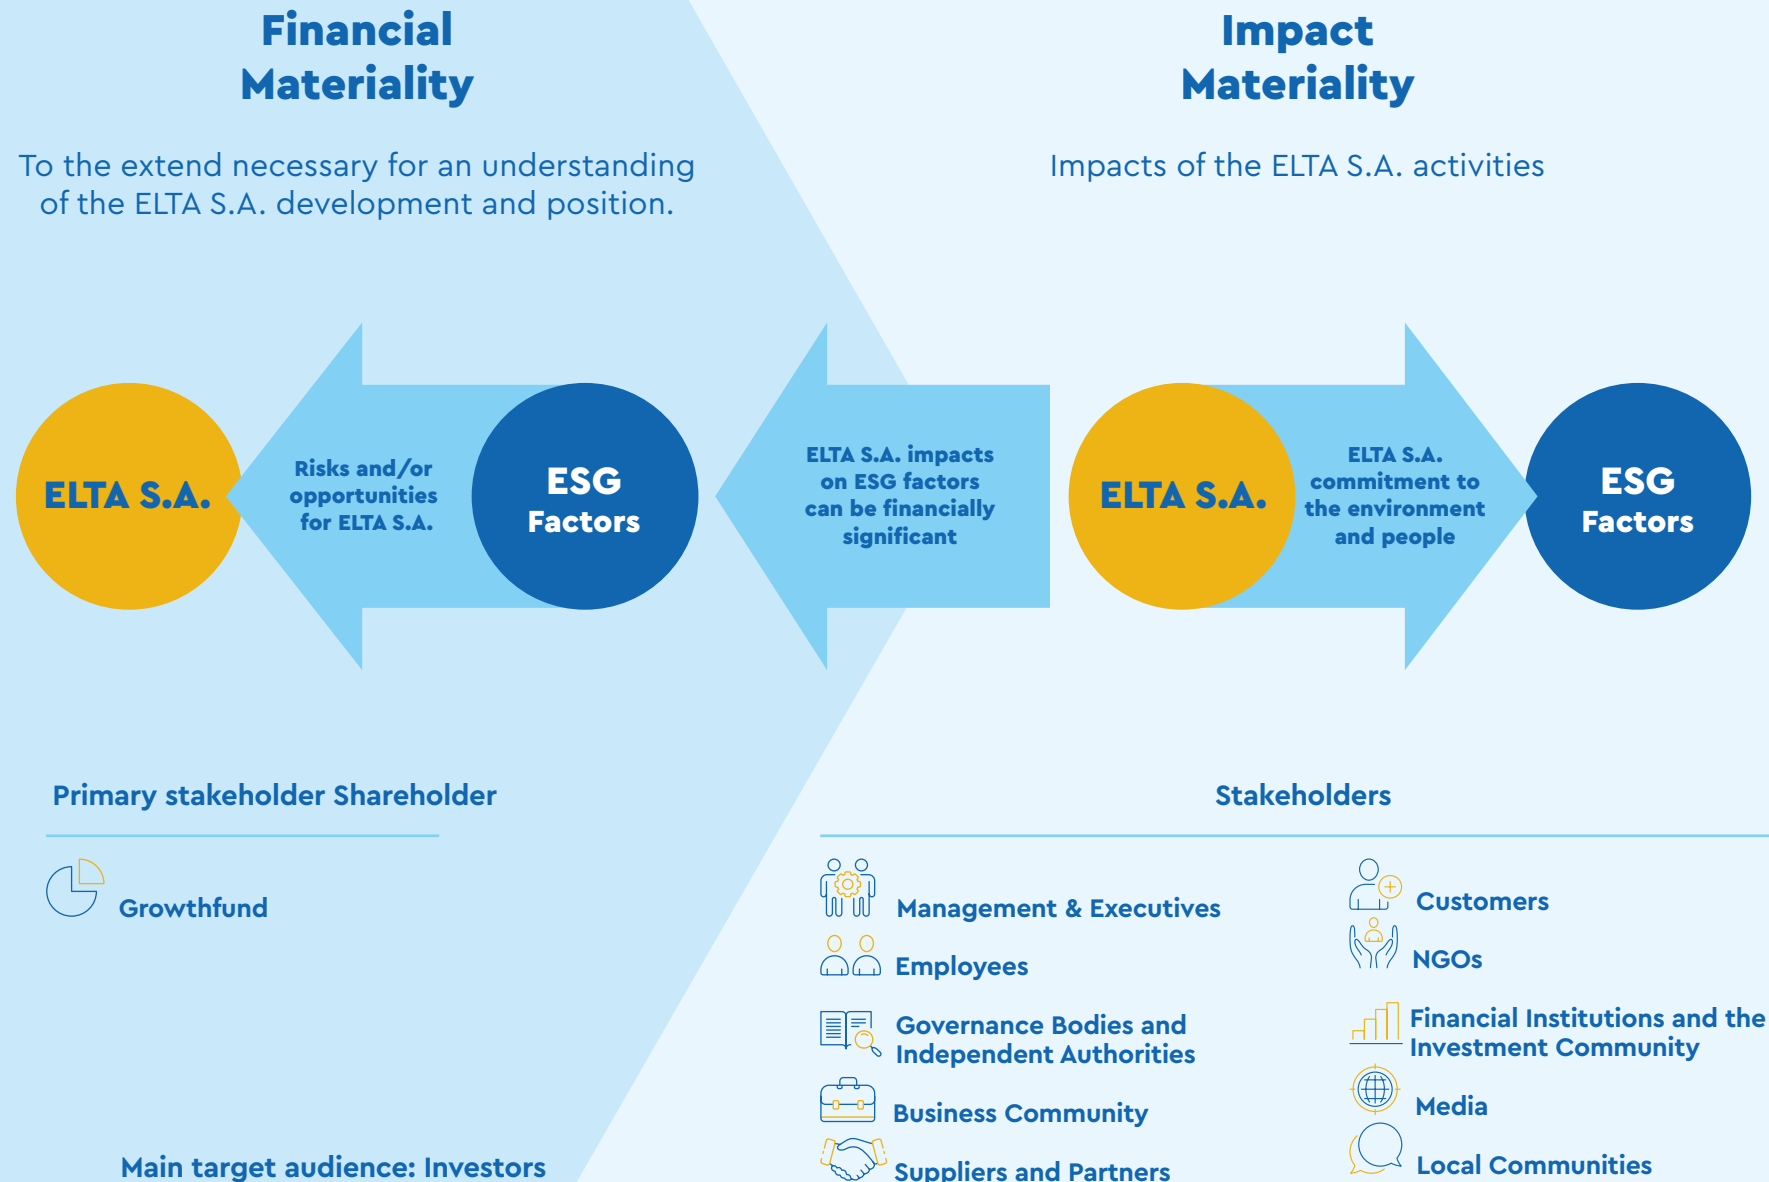 Financial
Materiality
To the extend necessary for an understanding
of the ELTA S.A. development and position.
Impact
Materiality
Impacts of the ELTA S.A. activities
ELTA S.A.
Risks and/or
opportunities
for ELTA S.A.
ESG
Factors
ELTA S.A. impacts
on ESG factors
can be financially
significant
ELTA S.A.
ELTA S.A.
commitment to
the environment
and people
ESG
Factors
Primary stakeholder Shareholder
Growthfund
Main target audience: Investors
Stakeholders
Management & Executives
Employees
Governance Bodies and
Independent Authorities
Business Community
Suppliers and Partners
Customers
NGOs
Financial Institutions and the
Investment Community
Media
Local Communities